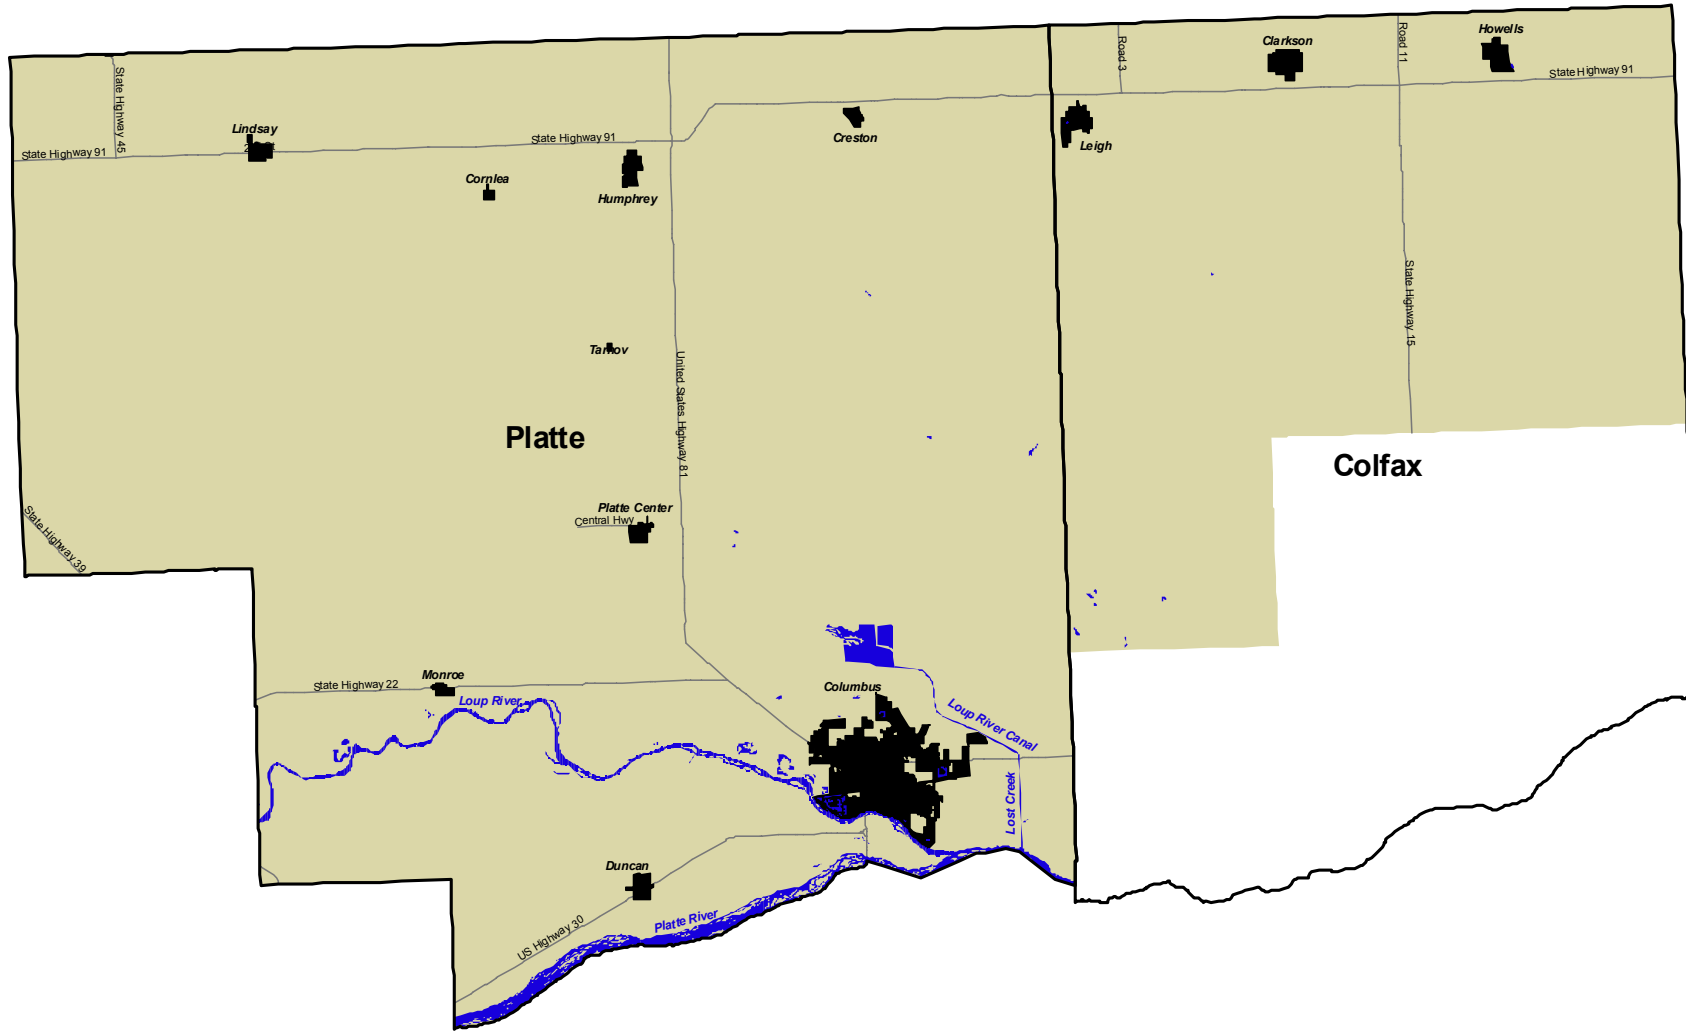 Howells
Clarkson
Road 11
Road 3
State Highway 91
State Highway 45
Lindsay
State Highway 91
Creston
Leigh
State Highway 91
Cornlea
Humphrey
State Highway 15
Tarnov
United States Highway 81
Platte
Colfax
Platte Center
Central Hwy
State Highway 39
Monroe
State Highway 22
Loup River
Columbus
Loup River Canal
Lost Creek
Duncan
Platte River
US Highway 30